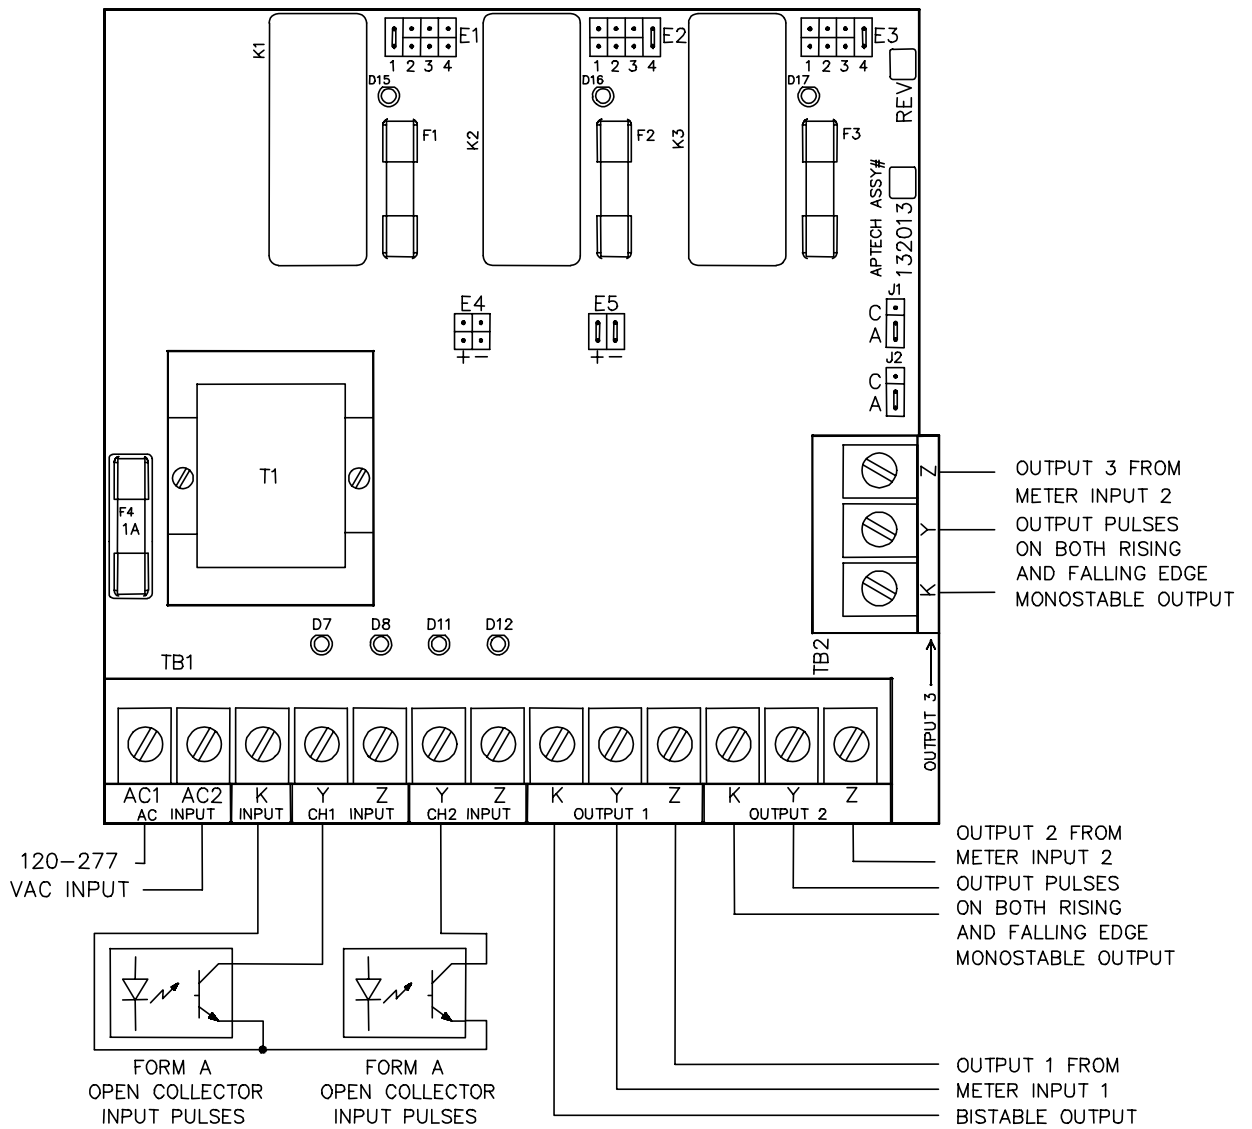 K1
E1
1 2 3 4
D15
F1
K2
E2
1 2 3 4
D16
F2
K3
E3
1 2 3 4
D17
F3
REV
APTECH ASSY#
132013
J1
C
A
J2
C
A
E4
+ -
E5
+ -
T1
F4
1A
D7 D8 D11 D12
TB1
TB2
Z
Y
K
OUTPUT 3
OUTPUT 3 FROM
METER INPUT 2
OUTPUT PULSES
ON BOTH RISING
AND FALLING EDGE
MONOSTABLE OUTPUT
AC1 AC2 K Y Z Y Z K Y Z K Y Z
AC INPUT INPUT CH1 INPUT CH2 INPUT OUTPUT 1 OUTPUT 2
120-277
VAC INPUT
OUTPUT 2 FROM
METER INPUT 2
OUTPUT PULSES
ON BOTH RISING
AND FALLING EDGE
MONOSTABLE OUTPUT
FORM A
OPEN COLLECTOR
INPUT PULSES
FORM A
OPEN COLLECTOR
INPUT PULSES
OUTPUT 1 FROM
METER INPUT 1
BISTABLE OUTPUT